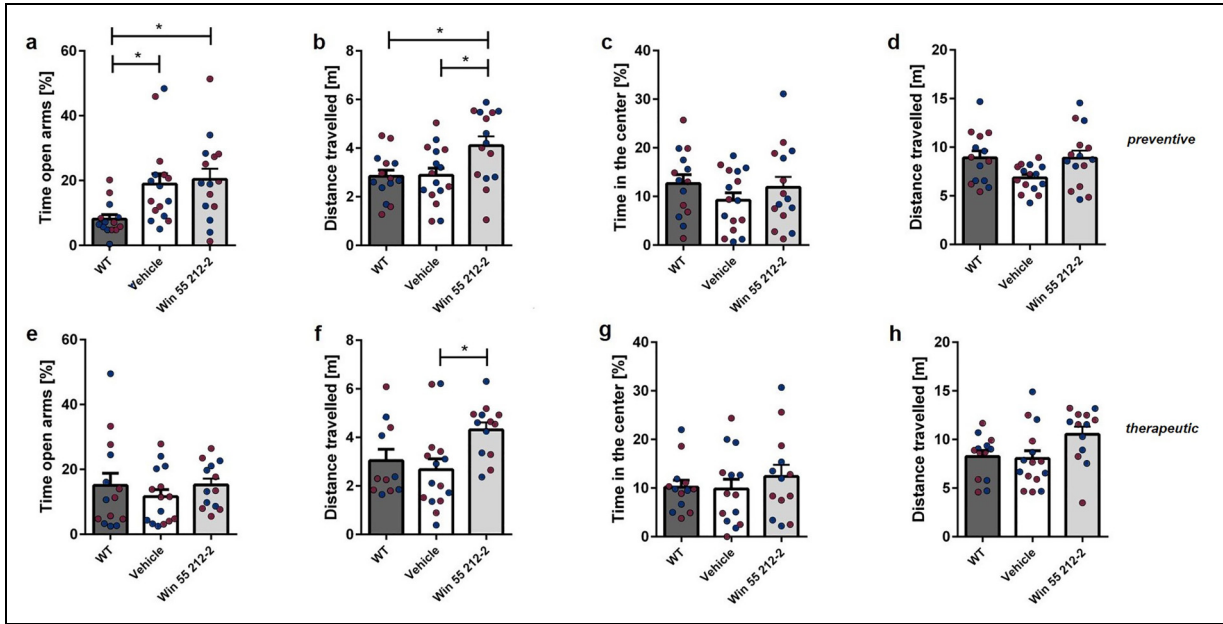 a
Time open arms [%]
60
40
20
0
*
*
WT
Vehicle
Win 55 212-2
b
Distance travelled [m]
8
6
4
2
0
*
*
WT
Vehicle
Win 55 212-2
c
Time in the center [%]
40
30
20
10
0
WT
Vehicle
Win 55 212-2
d
Distance travelled [m]
20
15
10
5
0
WT
Vehicle
Win 55 212-2
preventive
e
Time open arms [%]
60
40
20
0
WT
Vehicle
Win 55 212-2
f
Distance travelled [m]
8
6
4
2
0
*
WT
Vehicle
Win 55 212-2
g
Time in the center [%]
40
30
20
10
0
WT
Vehicle
Win 55 212-2
h
Distance travelled [m]
20
15
10
5
0
WT
Vehicle
Win 55 212-2
therapeutic